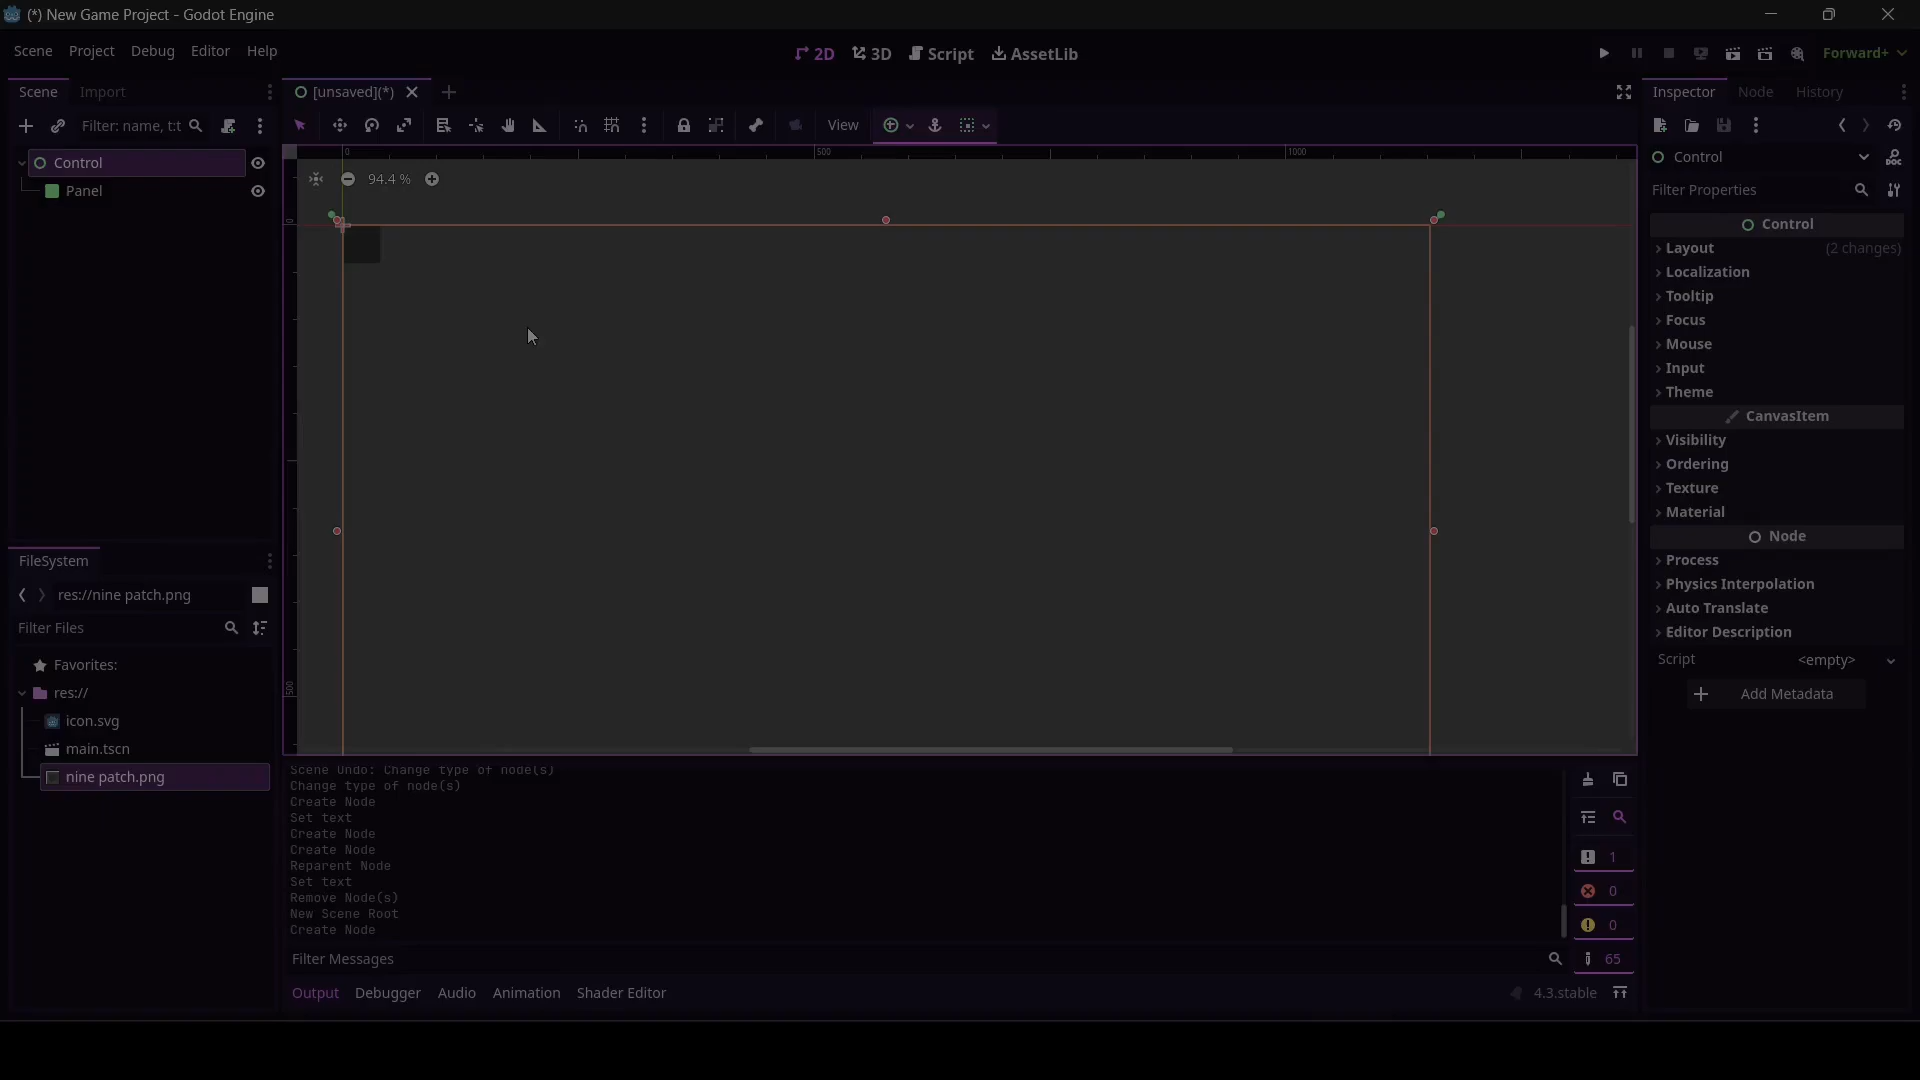 (*) New Game Project - Godot Engine
Scene Project Debug Editor Help
2D 3D Script AssetLib
Forward+
Scene Import
[unsaved](*)
Inspector Node History
Filter: name, t:t
View
Control
Panel
0 500 1000
94.4 %
0
500
Control
Filter Properties
Control
Layout (2 changes)
Localization
Tooltip
Focus
Mouse
Input
Theme
CanvasItem
Visibility
Ordering
Texture
Material
Node
Process
Physics Interpolation
Auto Translate
Editor Description
Script <empty>
Add Metadata
FileSystem
res://nine patch.png
Filter Files
Favorites:
res://
icon.svg
main.tscn
nine patch.png
Scene Undo: Change type of node(s)
Change type of node(s)
Create Node
Set text
Create Node
Create Node
Reparent Node
Set text
Remove Node(s)
New Scene Root
Create Node
1
0
0
65
Filter Messages
Output Debugger Audio Animation Shader Editor
4.3.stable